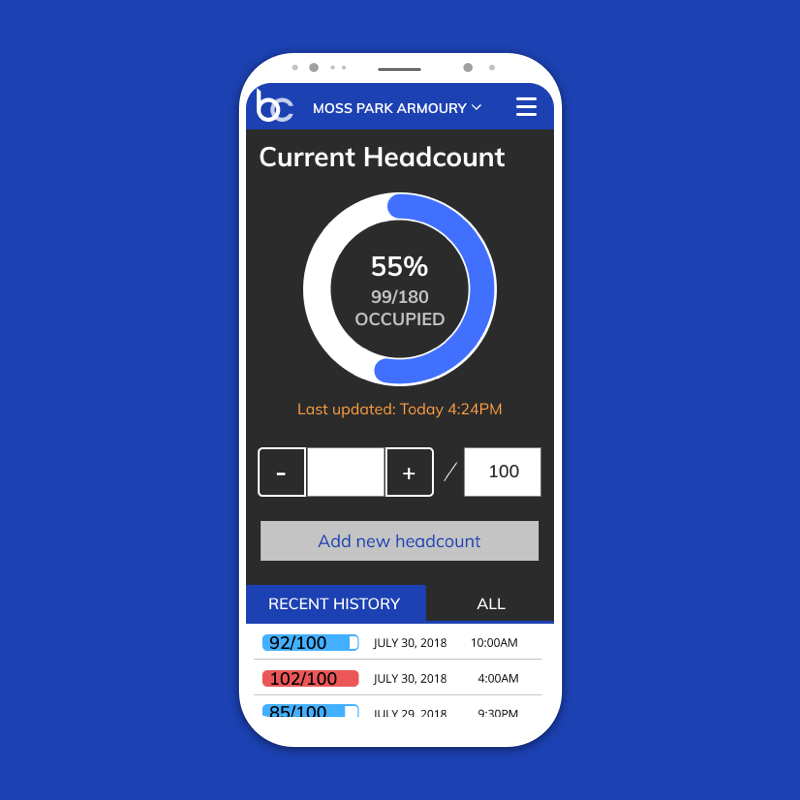 bc MOSS PARK ARMOURY
Current Headcount
55%
99/180
OCCUPIED
Last updated: Today 4:24PM
- + / 100
Add new headcount
RECENT HISTORY ALL
92/100 JULY 30, 2018 10:00AM
102/100 JULY 30, 2018 4:00AM
85/100 JULY 29, 2018 9:30PM